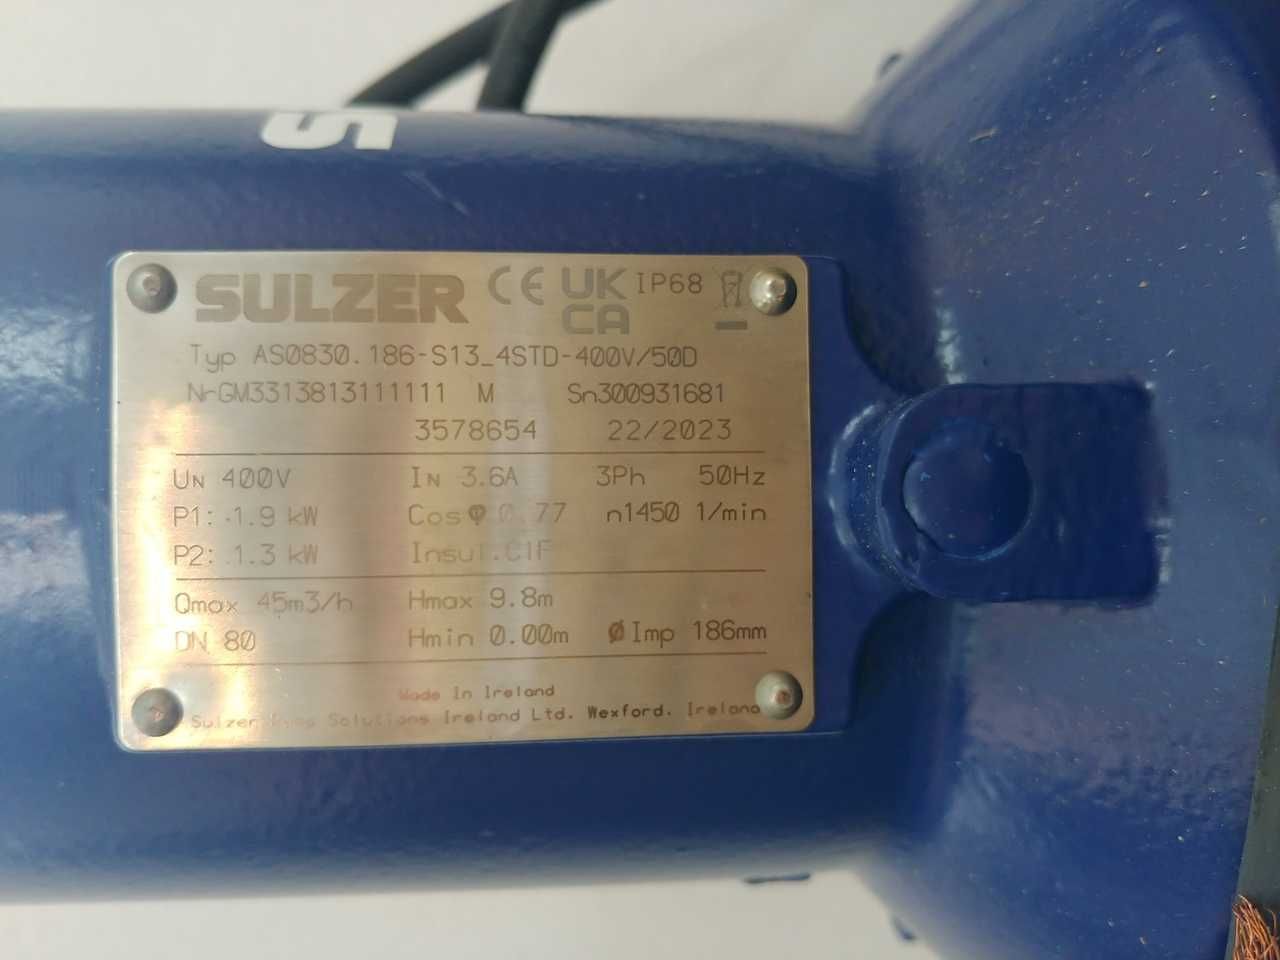 S
SULZER CE UK CA IP68
Typ AS0830.186-S13_4STD-400V/50D
Nr GM3313813111111 M Sn300931681
3578654 22/2023
UN 400V IN 3.6A 3Ph 50Hz
P1: 1.9 kW Cos φ 0.77 n1450 1/min
P2: 1.3 kW Insul.ClF
Qmax 45m3/h Hmax 9.8m
DN 80 Hmin 0.00m Ø Imp 186mm
Made In Ireland
Sulzer Pump Solutions Ireland Ltd. Wexford. Ireland